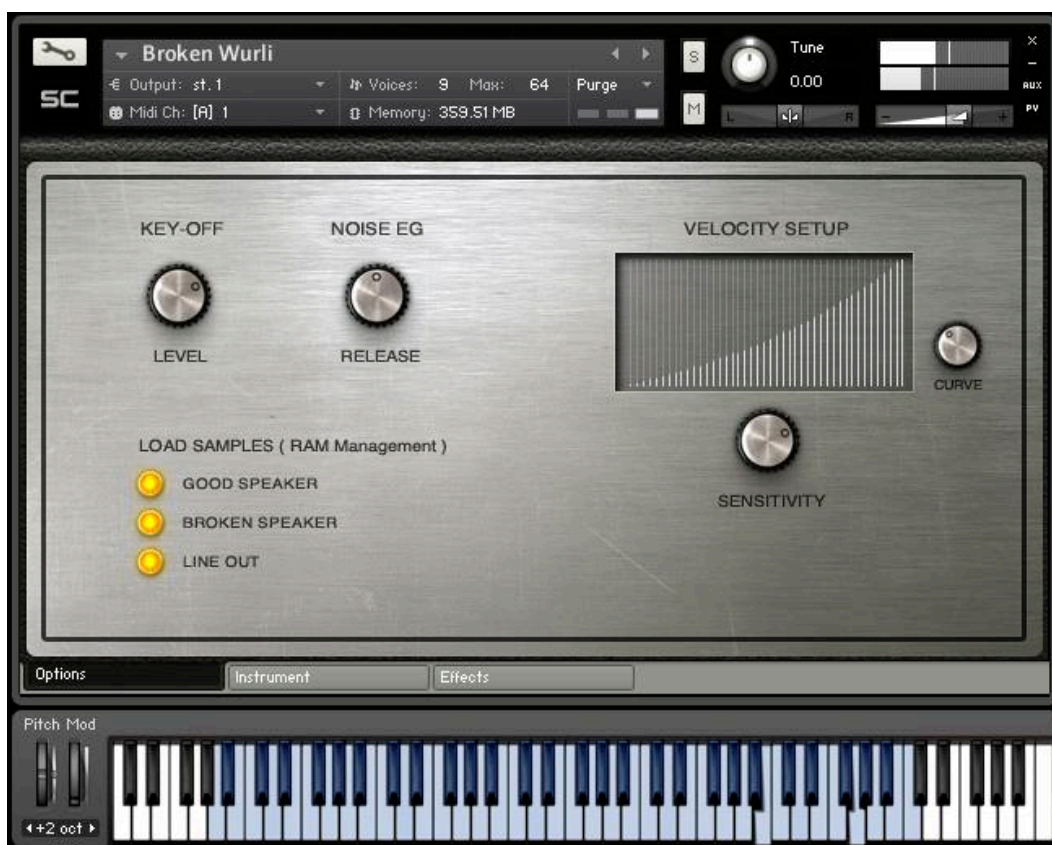 Broken Wurli
S
Tune
0.00
X
SC
Output: st.1
Voices: 9 Max: 64
Purge
AUX
Midi Ch: [A] 1
Memory: 359.51 MB
M
L
R
-
+
PV
KEY-OFF
NOISE EG
VELOCITY SETUP
LEVEL
RELEASE
CURVE
SENSITIVITY
LOAD SAMPLES ( RAM Management )
GOOD SPEAKER
BROKEN SPEAKER
LINE OUT
Options
Instrument
Effects
Pitch Mod
+2 oct